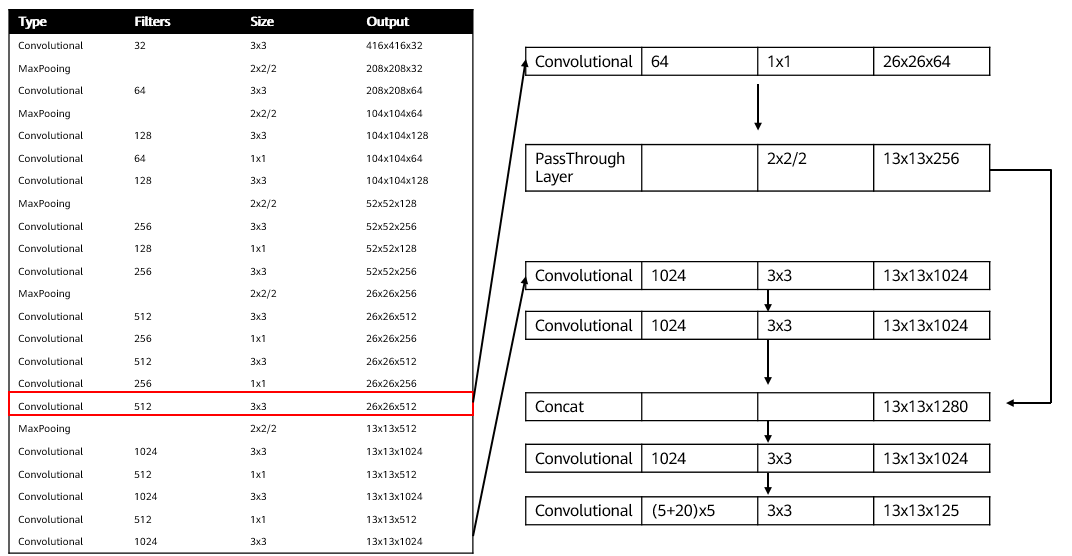 Type Filters Size Output
Convolutional 32 3x3 416x416x32
MaxPooing 2x2/2 208x208x32
Convolutional 64 3x3 208x208x64
MaxPooing 2x2/2 104x104x64
Convolutional 128 3x3 104x104x128
Convolutional 64 1x1 104x104x64
Convolutional 128 3x3 104x104x128
MaxPooing 2x2/2 52x52x128
Convolutional 256 3x3 52x52x256
Convolutional 128 1x1 52x52x128
Convolutional 256 3x3 52x52x256
MaxPooing 2x2/2 26x26x256
Convolutional 512 3x3 26x26x512
Convolutional 256 1x1 26x26x256
Convolutional 512 3x3 26x26x512
Convolutional 256 1x1 26x26x256
Convolutional 512 3x3 26x26x512
MaxPooing 2x2/2 13x13x512
Convolutional 1024 3x3 13x13x1024
Convolutional 512 1x1 13x13x512
Convolutional 1024 3x3 13x13x1024
Convolutional 512 1x1 13x13x512
Convolutional 1024 3x3 13x13x1024
Convolutional 64 1x1 26x26x64
PassThrough 2x2/2 13x13x256
Layer
Convolutional 1024 3x3 13x13x1024
Convolutional 1024 3x3 13x13x1024
Concat 13x13x1280
Convolutional 1024 3x3 13x13x1024
Convolutional (5+20)x5 3x3 13x13x125